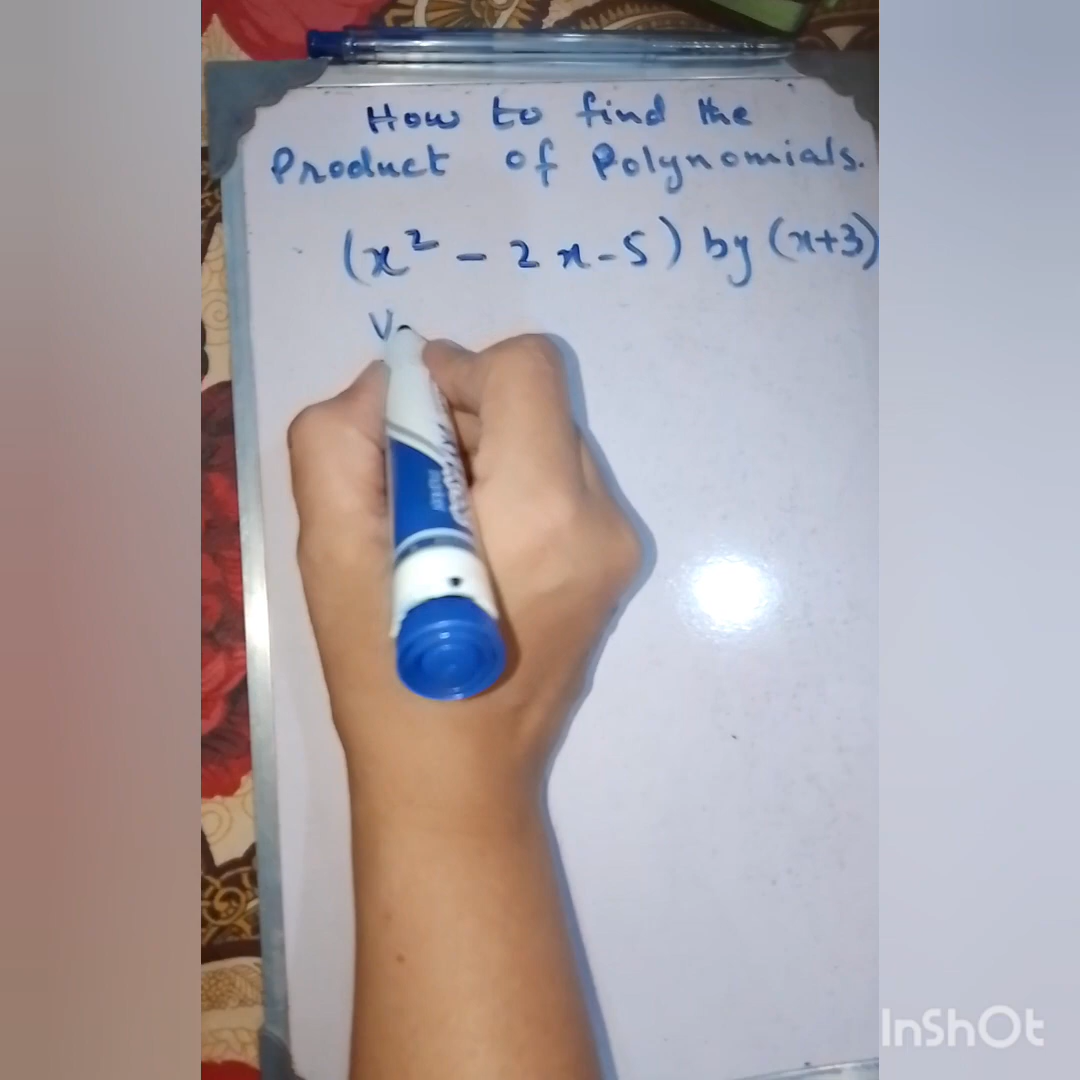 How to find the
Product of Polynomials.
(x² - 2x-5) by (x+3)
V
InShOt